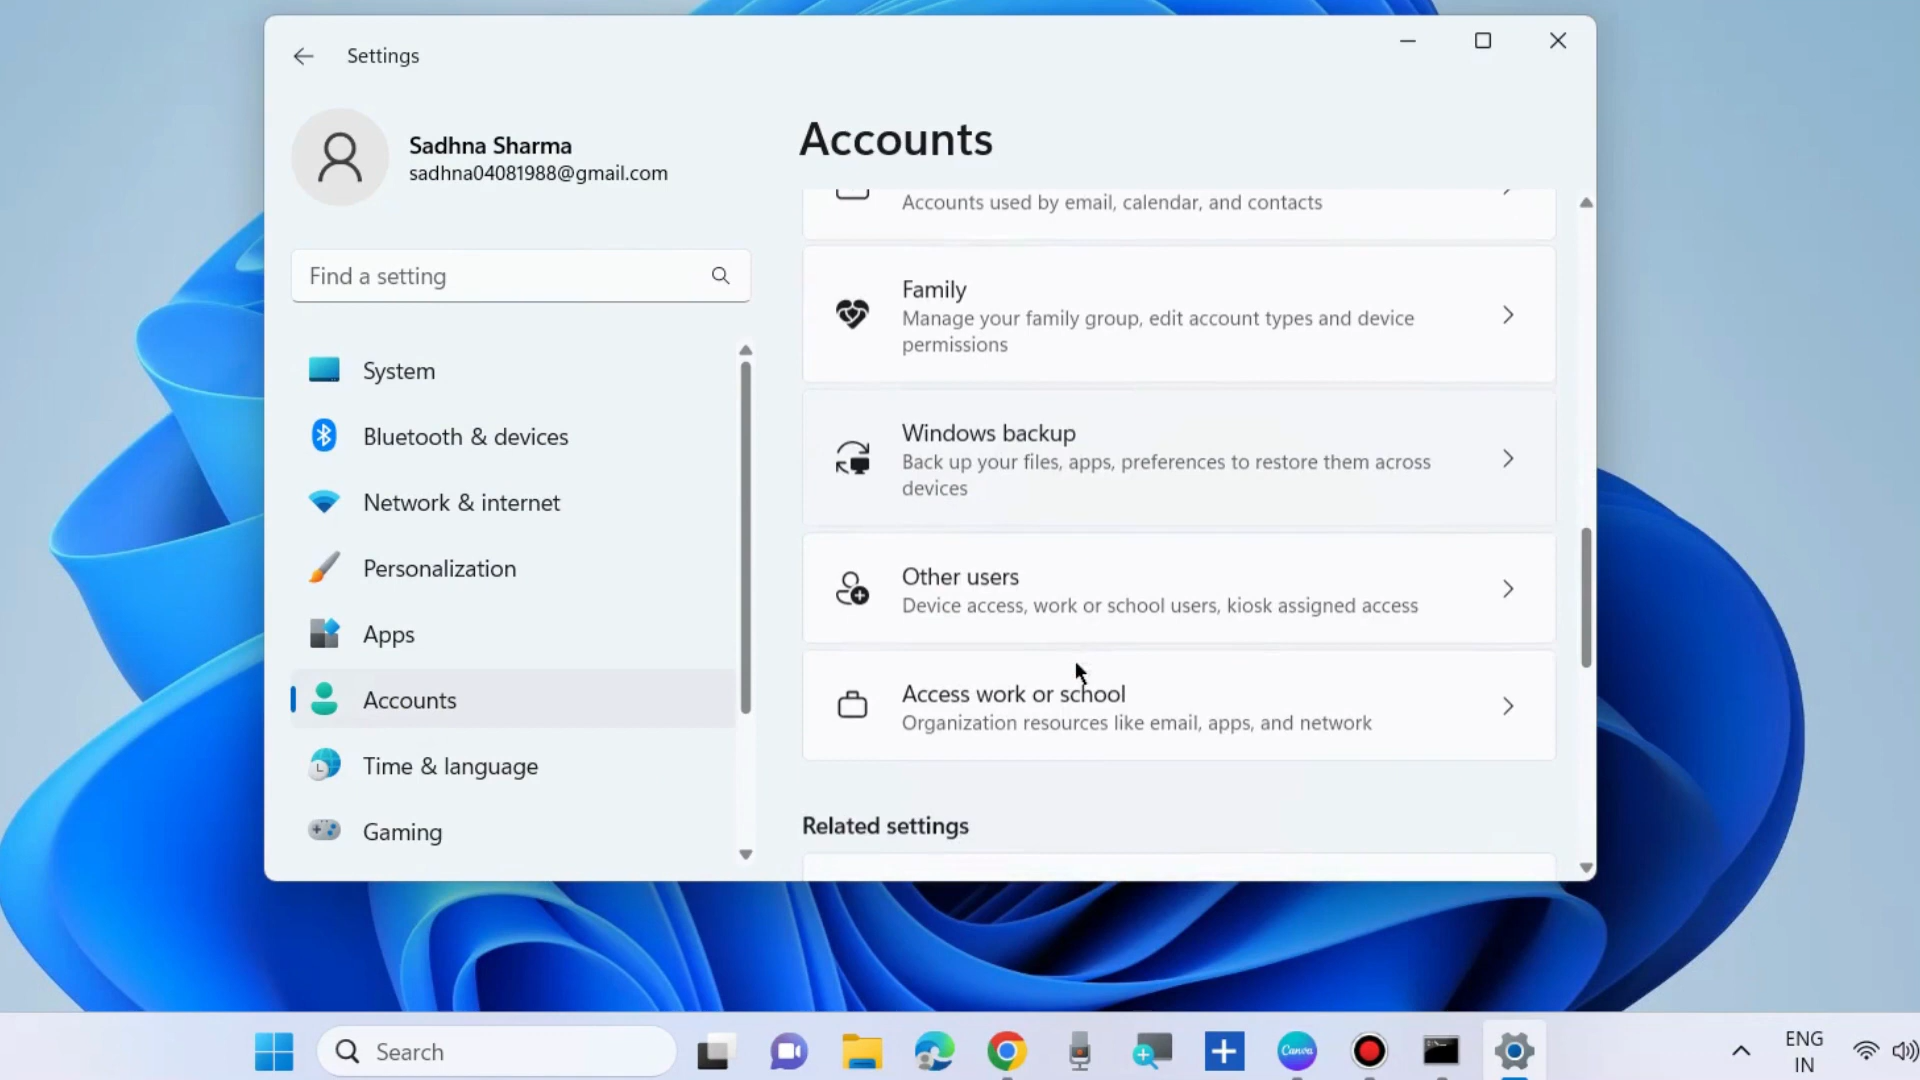 Settings
Sadhna Sharma
sadhna04081988@gmail.com
Find a setting
System
Bluetooth & devices
Network & internet
Personalization
Apps
Accounts
Time & language
Gaming
Accounts
Accounts used by email, calendar, and contacts
Family
Manage your family group, edit account types and device
permissions
Windows backup
Back up your files, apps, preferences to restore them across
devices
Other users
Device access, work or school users, kiosk assigned access
Access work or school
Organization resources like email, apps, and network
Related settings
Search
Canva
ENG
IN